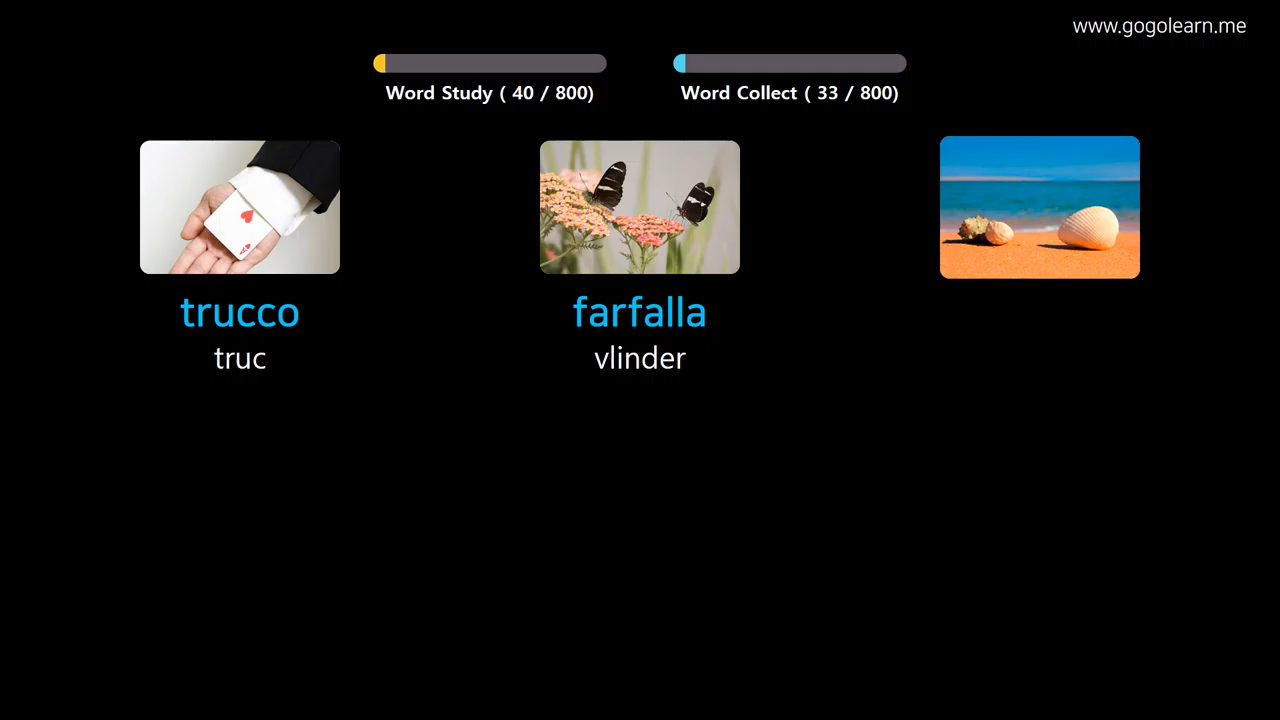 www.gogolearn.me
Word Study ( 40 / 800)
Word Collect ( 33 / 800)
trucco
truc
farfalla
vlinder